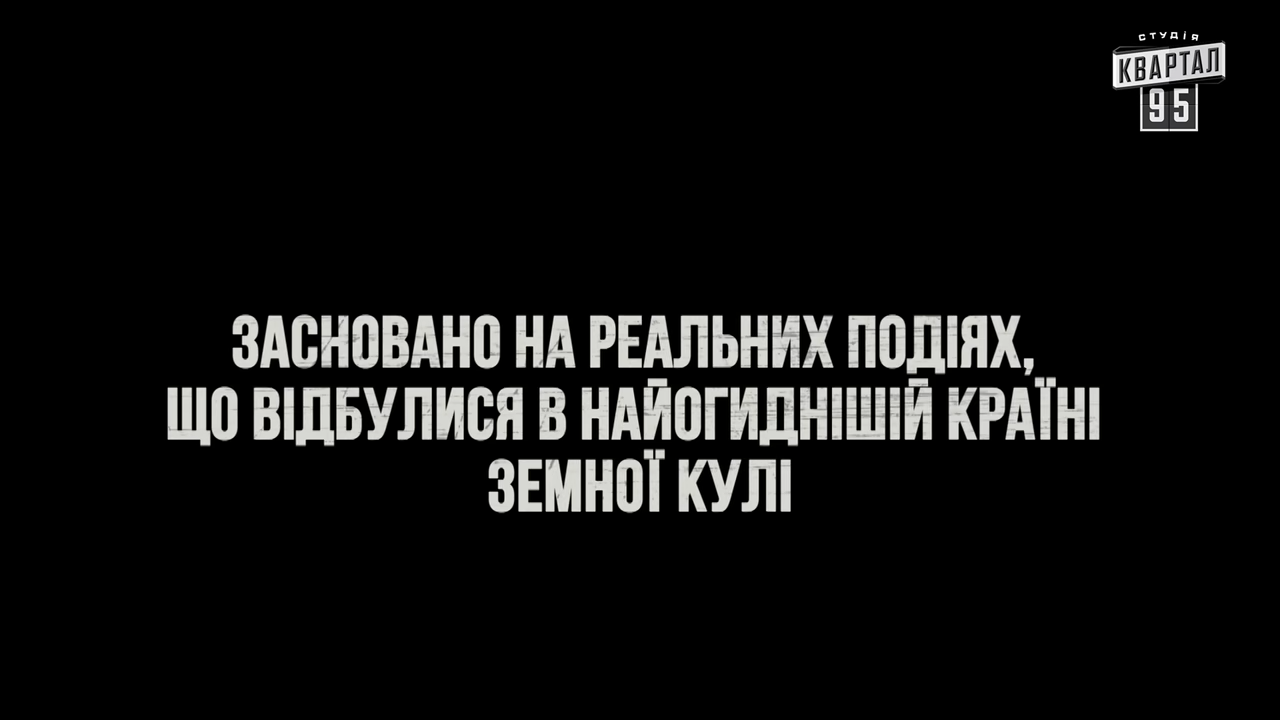 СТУДІЯ
КВАРТАЛ
95
ЗАСНОВАНО НА РЕАЛЬНИХ ПОДІЯХ,
ЩО ВІДБУЛИСЯ В НАЙОГИДНІШІЙ КРАЇНІ
ЗЕМНОЇ КУЛІ